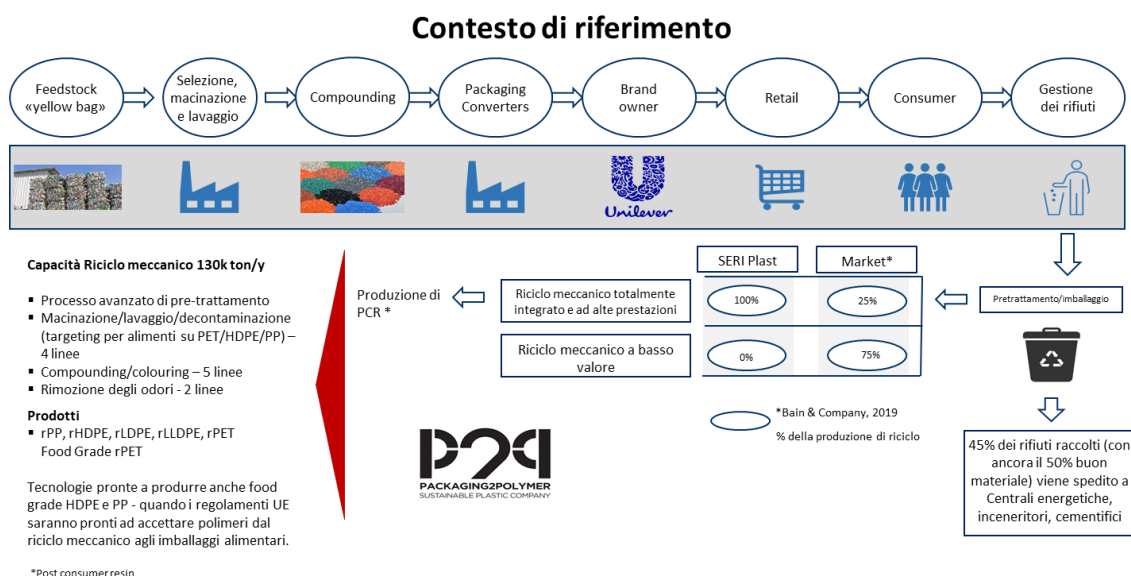 Contesto di riferimento
Feedstock
«yellow bag»
Selezione,
macinazione
e lavaggio
Compounding
Packaging
Converters
Brand
owner
Retail
Consumer
Gestione
dei rifiuti
Unilever
Capacità Riciclo meccanico 130k ton/y
▪ Processo avanzato di pre-trattamento
▪ Macinazione/lavaggio/decontaminazione
(targeting per alimenti su PET/HDPE/PP) –
4 linee
▪ Compounding/colouring – 5 linee
▪ Rimozione degli odori - 2 linee
Prodotti
▪ rPP, rHDPE, rLDPE, rLLDPE, rPET
Food Grade rPET
Tecnologie pronte a produrre anche food
grade HDPE e PP - quando i regolamenti UE
saranno pronti ad accettare polimeri dal
riciclo meccanico agli imballaggi alimentari.
*Post consumer resin
Produzione di
PCR *
SERI Plast
Market*
Riciclo meccanico totalmente
integrato e ad alte prestazioni
100%
25%
Riciclo meccanico a basso
valore
0%
75%
*Bain & Company, 2019
% della produzione di riciclo
P2P
PACKAGING2POLYMER
SUSTAINABLE PLASTIC COMPANY
Pretrattamento/imballaggio
45% dei rifiuti raccolti (con
ancora il 50% buon
materiale) viene spedito a
Centrali energetiche,
inceneritori, cementifici